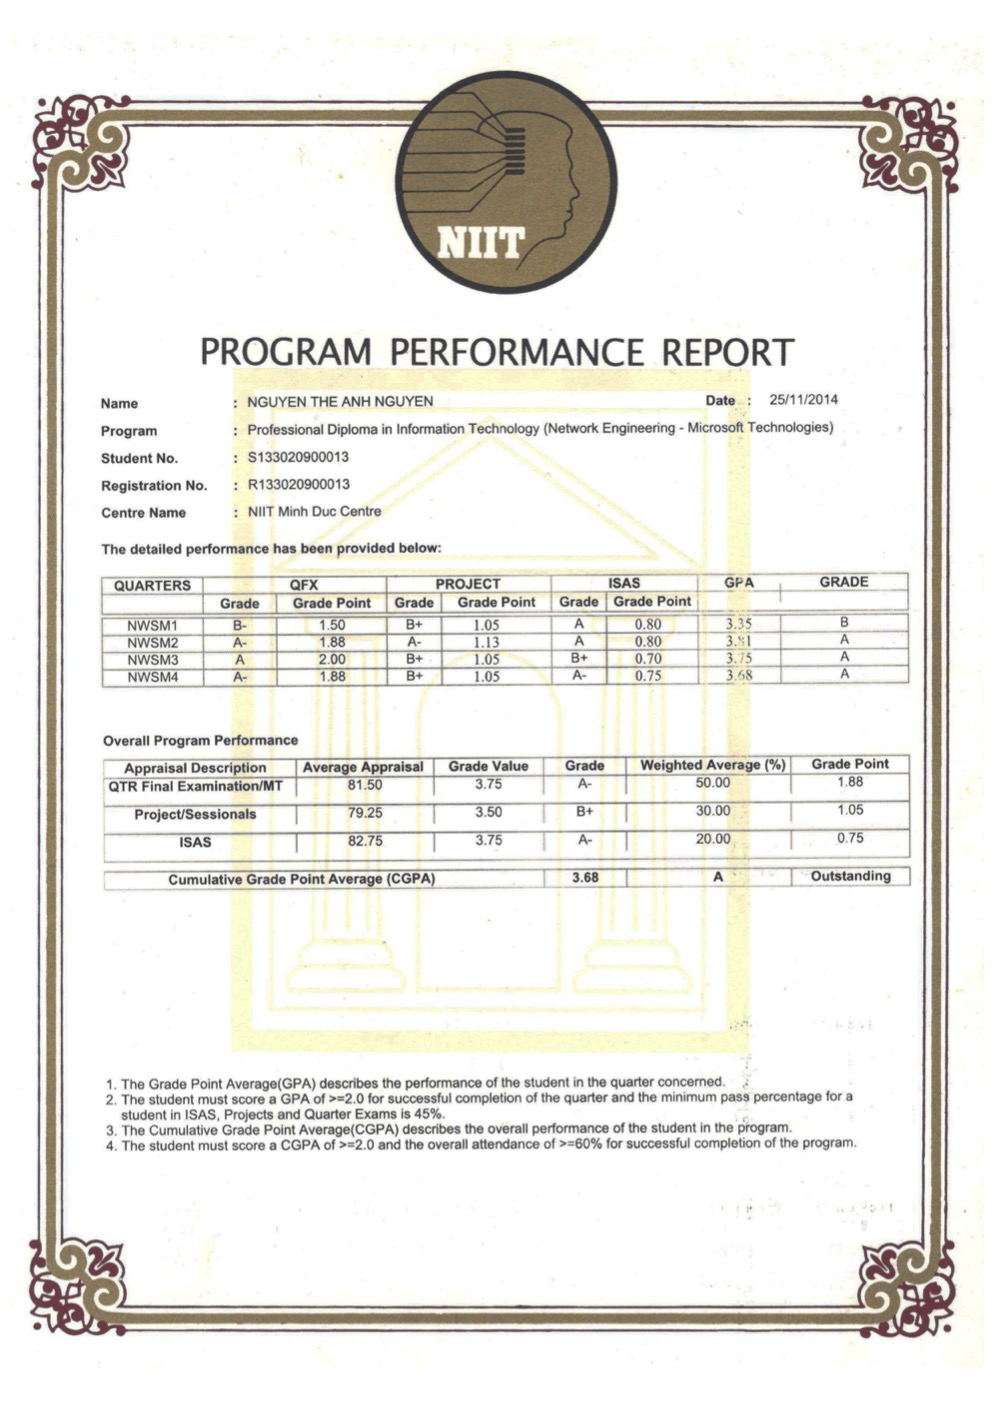 NIIT
PROGRAM PERFORMANCE REPORT
Name : NGUYEN THE ANH NGUYEN Date : 25/11/2014
Program : Professional Diploma in Information Technology (Network Engineering - Microsoft Technologies)
Student No. : S133020900013
Registration No. : R133020900013
Centre Name : NIIT Minh Duc Centre
The detailed performance has been provided below:
QUARTERS QFX PROJECT ISAS GPA GRADE
Grade Grade Point Grade Grade Point Grade Grade Point
NWSM1 B- 1.50 B+ 1.05 A 0.80 3.35 B
NWSM2 A- 1.88 A- 1.13 A 0.80 3.81 A
NWSM3 A 2.00 B+ 1.05 B+ 0.70 3.75 A
NWSM4 A- 1.88 B+ 1.05 A- 0.75 3.68 A
Overall Program Performance
Appraisal Description Average Appraisal Grade Value Grade Weighted Average (%) Grade Point
QTR Final Examination/MT 81.50 3.75 A- 50.00 1.88
Project/Sessionals 79.25 3.50 B+ 30.00 1.05
ISAS 82.75 3.75 A- 20.00 0.75
Cumulative Grade Point Average (CGPA) 3.68 A Outstanding
1. The Grade Point Average(GPA) describes the performance of the student in the quarter concerned.
2. The student must score a GPA of >=2.0 for successful completion of the quarter and the minimum pass percentage for a
student in ISAS, Projects and Quarter Exams is 45%.
3. The Cumulative Grade Point Average(CGPA) describes the overall performance of the student in the program.
4. The student must score a CGPA of >=2.0 and the overall attendance of >=60% for successful completion of the program.